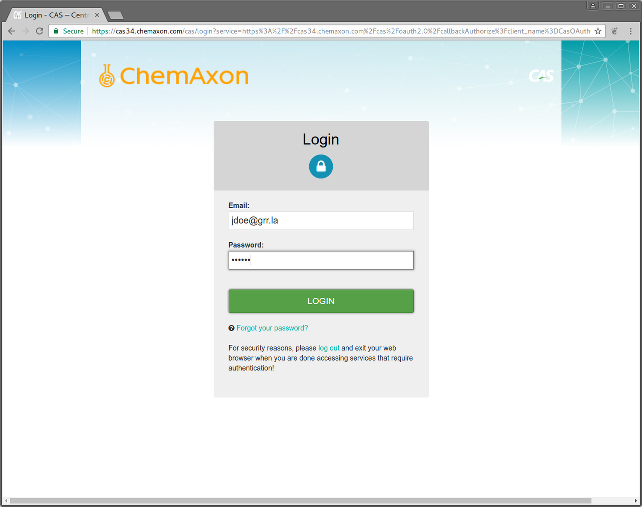 Login - CAS – Centr
Secure
https://cas34.chemaxon.com/cas/login?service=https%3A%2F%2Fcas34.chemaxon.com%2Fcas%2Foauth2.0%2FcallbackAuthorize%3Fclient_name%3DCasOAuth
ChemAxon
CAS
Login
Email:
jdoe@grr.la
Password:
••••••
LOGIN
Forgot your password?
For security reasons, please log out and exit your web
browser when you are done accessing services that require
authentication!